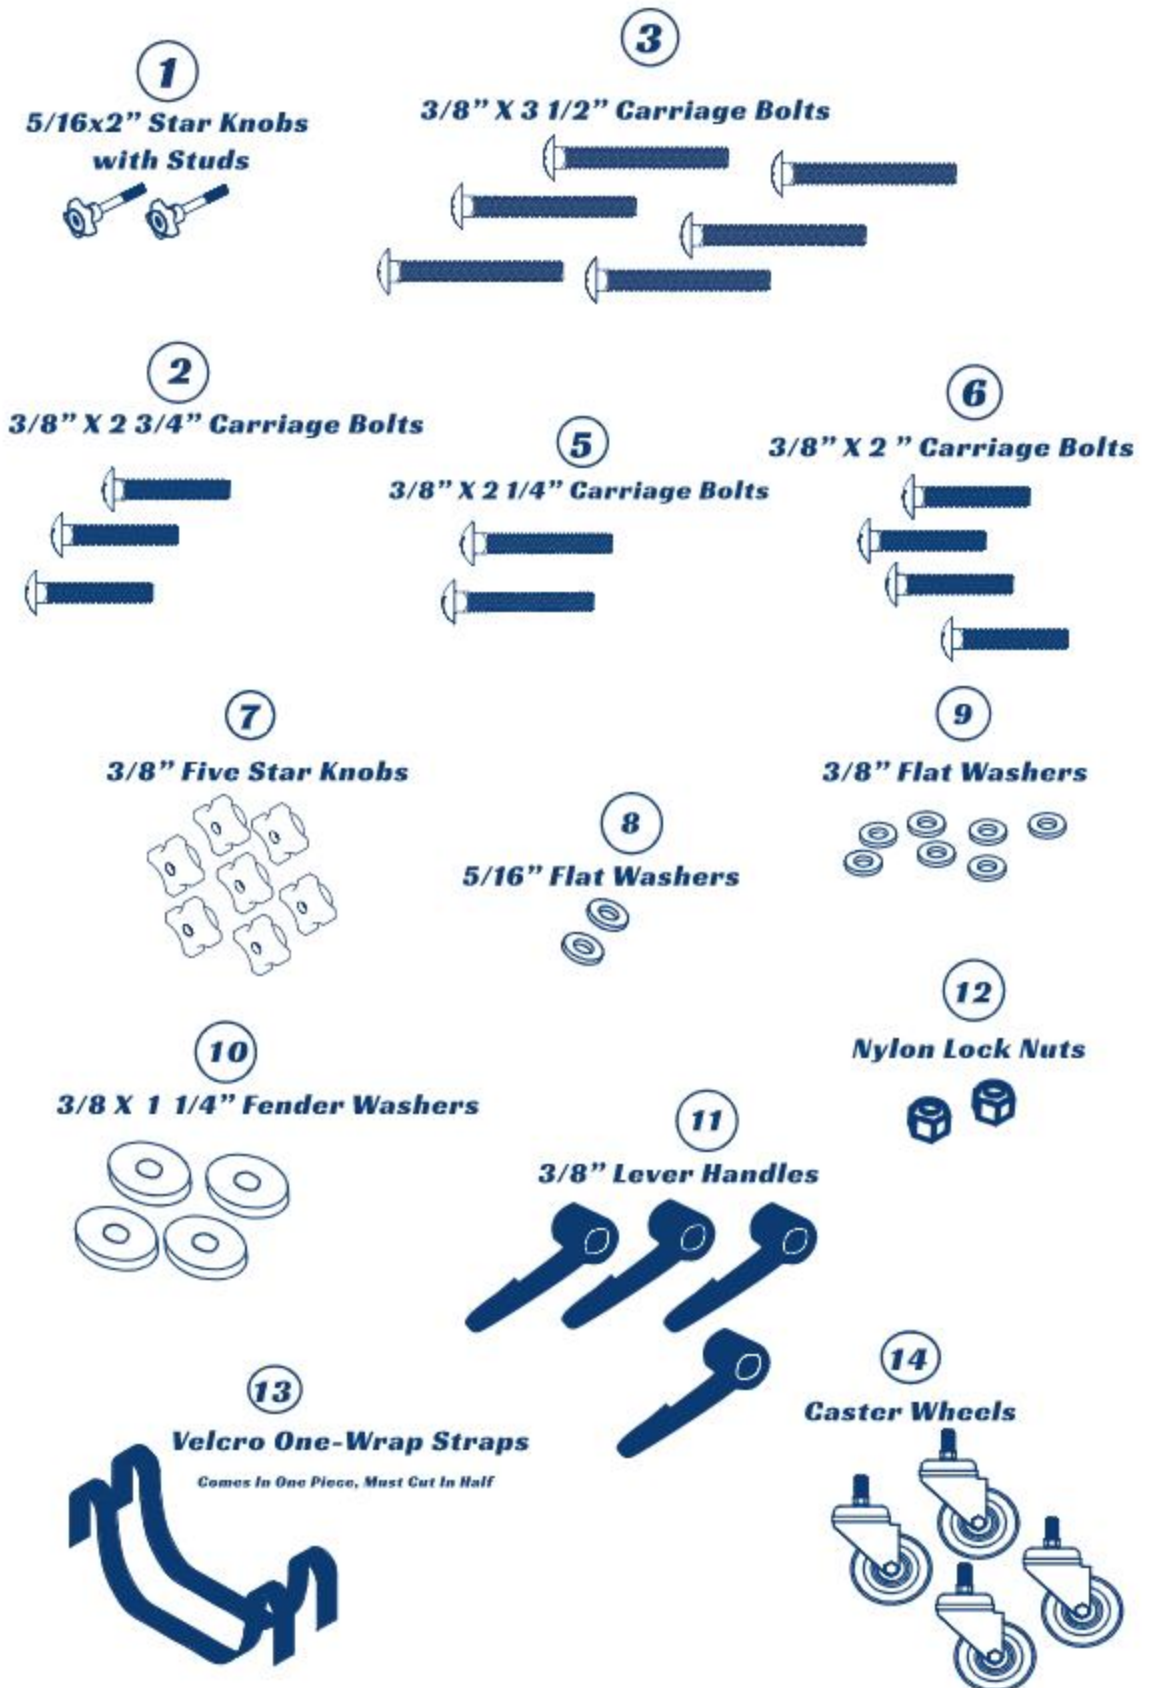 1
5/16x2” Star Knobs
with Studs
3
3/8” X 3 1/2” Carriage Bolts
2
3/8” X 2 3/4” Carriage Bolts
5
3/8” X 2 1/4” Carriage Bolts
6
3/8” X 2 ” Carriage Bolts
7
3/8” Five Star Knobs
8
5/16” Flat Washers
9
3/8” Flat Washers
10
3/8 X 1 1/4” Fender Washers
11
3/8” Lever Handles
12
Nylon Lock Nuts
13
Velcro One-Wrap Straps
Comes In One Piece, Must Cut In Half
14
Caster Wheels